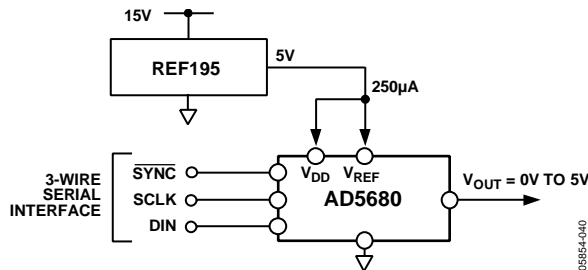 15V
REF195
5V
250µA
3-WIRE
SERIAL
INTERFACE
SYNC
SCLK
DIN
VDD
VREF
AD5680
VOUT = 0V TO 5V
05854-040